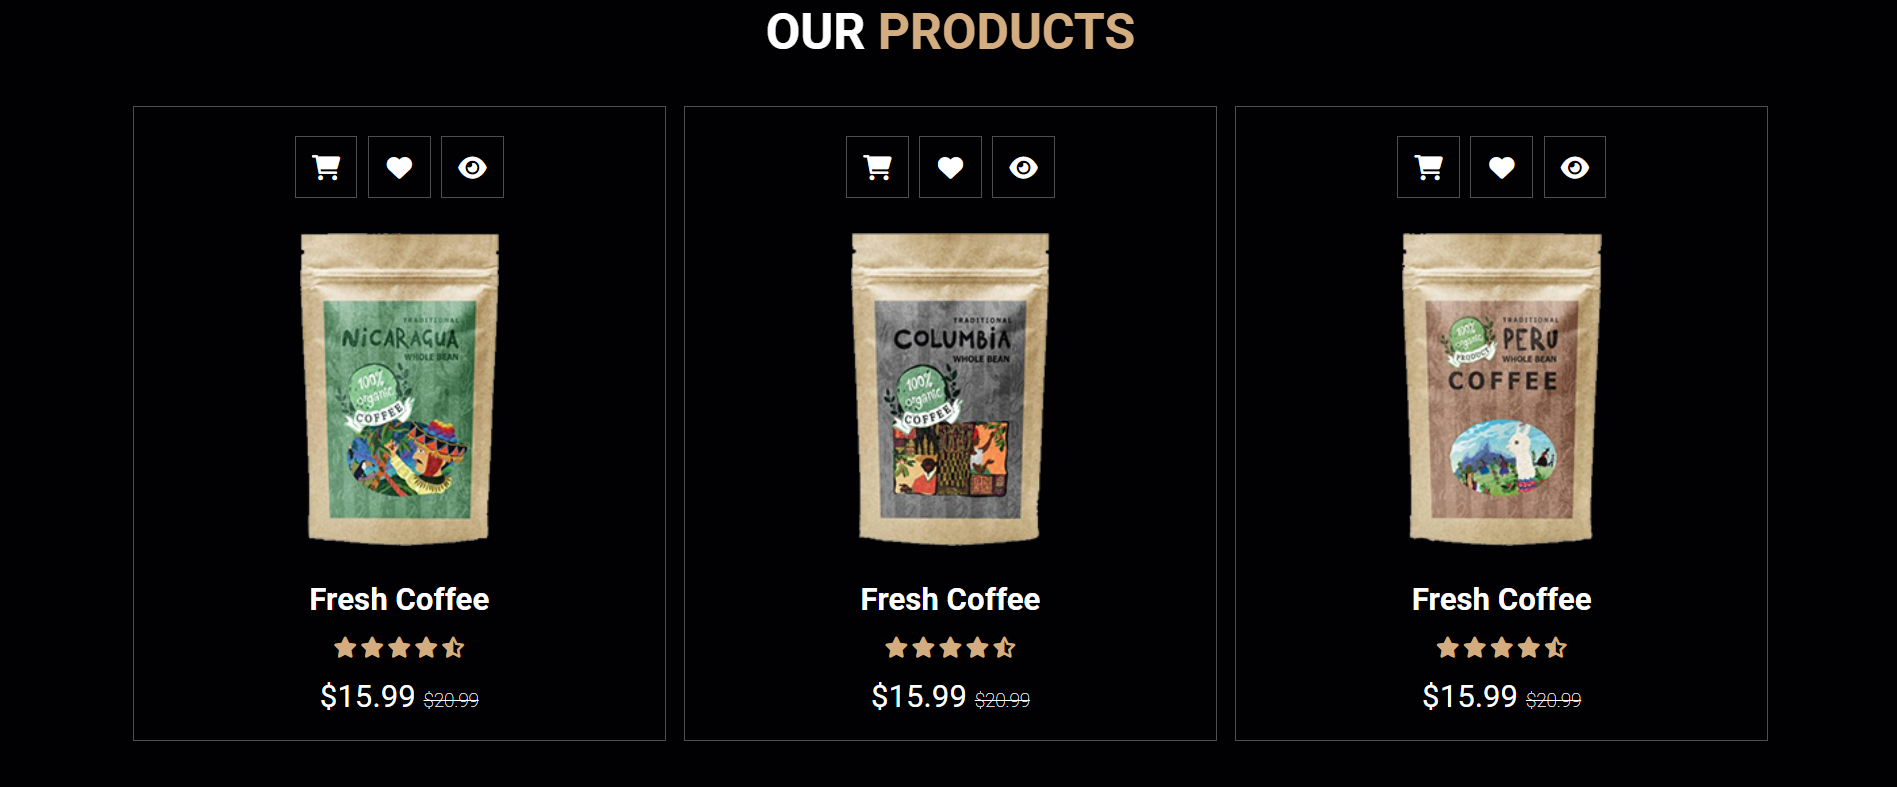 OUR PRODUCTS
TRADITIONAL
NiCARAGUA
WHOLE BEAN
100%
organic
COFFEE
Fresh Coffee
$15.99 $20.99
TRADITIONAL
COLUMBiA
WHOLE BEAN
100%
organic
COFFEE
Fresh Coffee
$15.99 $20.99
TRADITIONAL
PERU
WHOLE BEAN
100%
organic
PRODUCT
COFFEE
Fresh Coffee
$15.99 $20.99